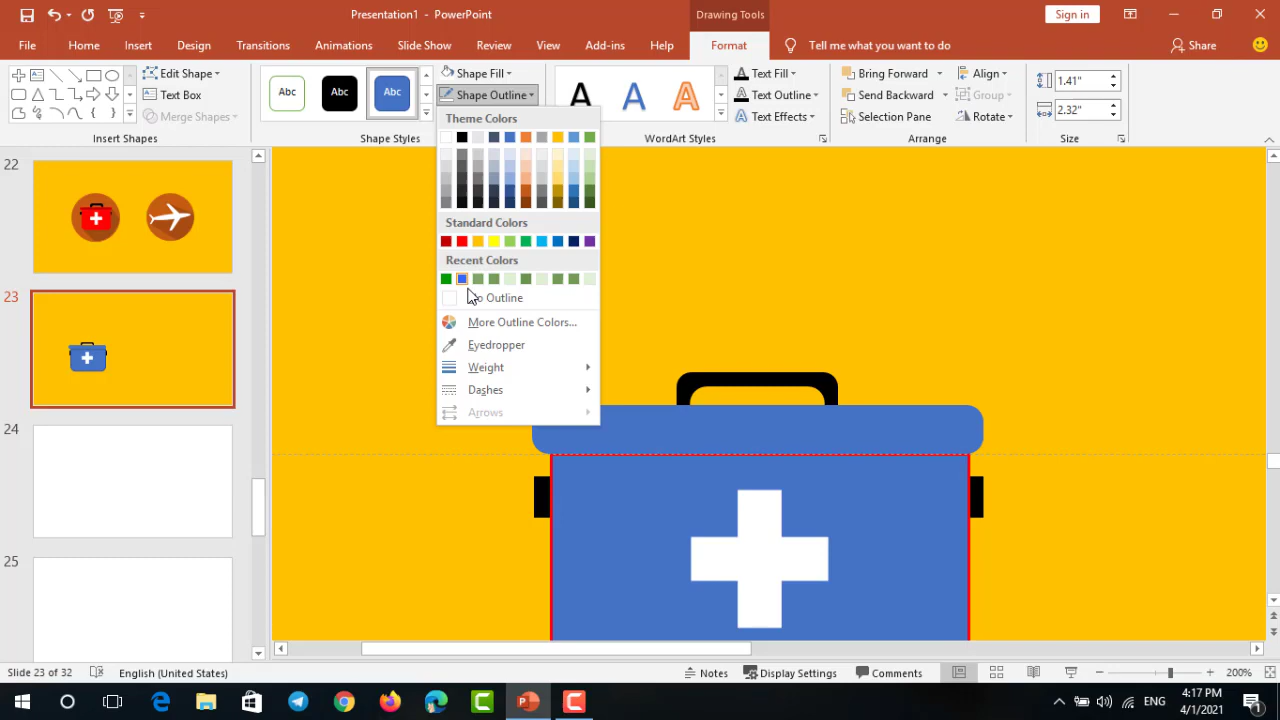 Presentation1 - PowerPoint
Drawing Tools
Sign in
File Home Insert Design Transitions Animations Slide Show Review View Add-ins Help Format Tell me what you want to do Share
Edit Shape
Text Box
Merge Shapes
Insert Shapes
Abc Abc Abc
Shape Styles
Shape Fill
Shape Outline
A A A
WordArt Styles
Text Fill
Text Outline
Text Effects
Bring Forward
Send Backward
Selection Pane
Align
Group
Rotate
Arrange
1.41"
2.32"
Size
Theme Colors
Standard Colors
Recent Colors
Outline
More Outline Colors...
Eyedropper
Weight
Dashes
Arrows
22
23
24
25
Slide 23 of 32 English (United States) Notes Display Settings Comments 200%
ENG
4:17 PM
4/1/2021
1